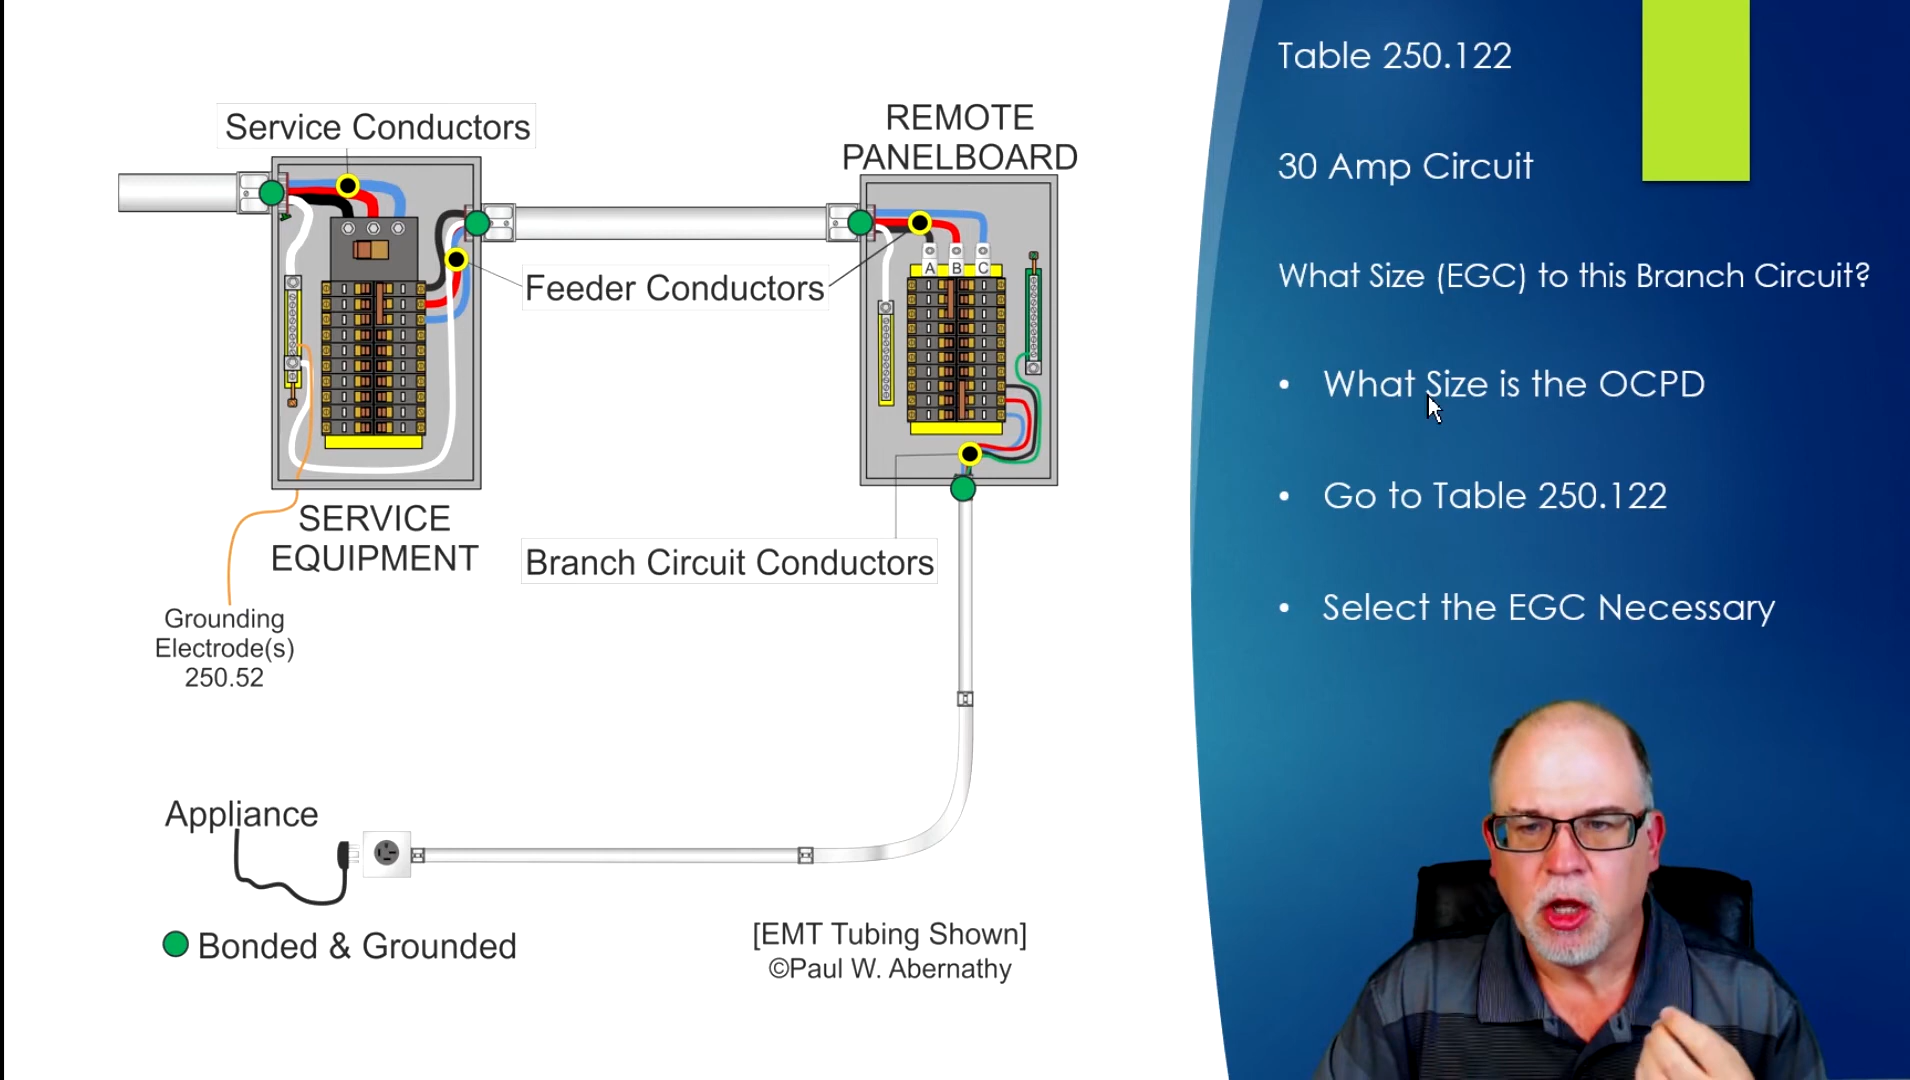 Service Conductors
REMOTE
PANELBOARD
A B C
Feeder Conductors
SERVICE
EQUIPMENT
Branch Circuit Conductors
Grounding
Electrode(s)
250.52
Appliance
Bonded & Grounded
[EMT Tubing Shown]
©Paul W. Abernathy
Table 250.122
30 Amp Circuit
What Size (EGC) to this Branch Circuit?
• What Size is the OCPD
• Go to Table 250.122
• Select the EGC Necessary